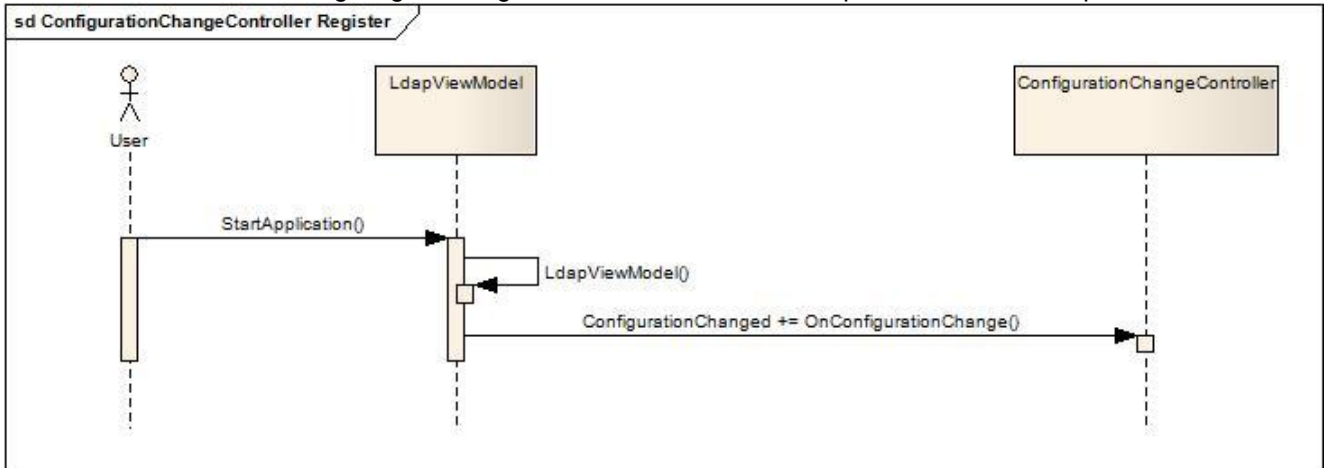 sd ConfigurationChangeController Register
LdapViewModel
ConfigurationChangeController
User
StartApplication()
LdapViewModel()
ConfigurationChanged += OnConfigurationChange()